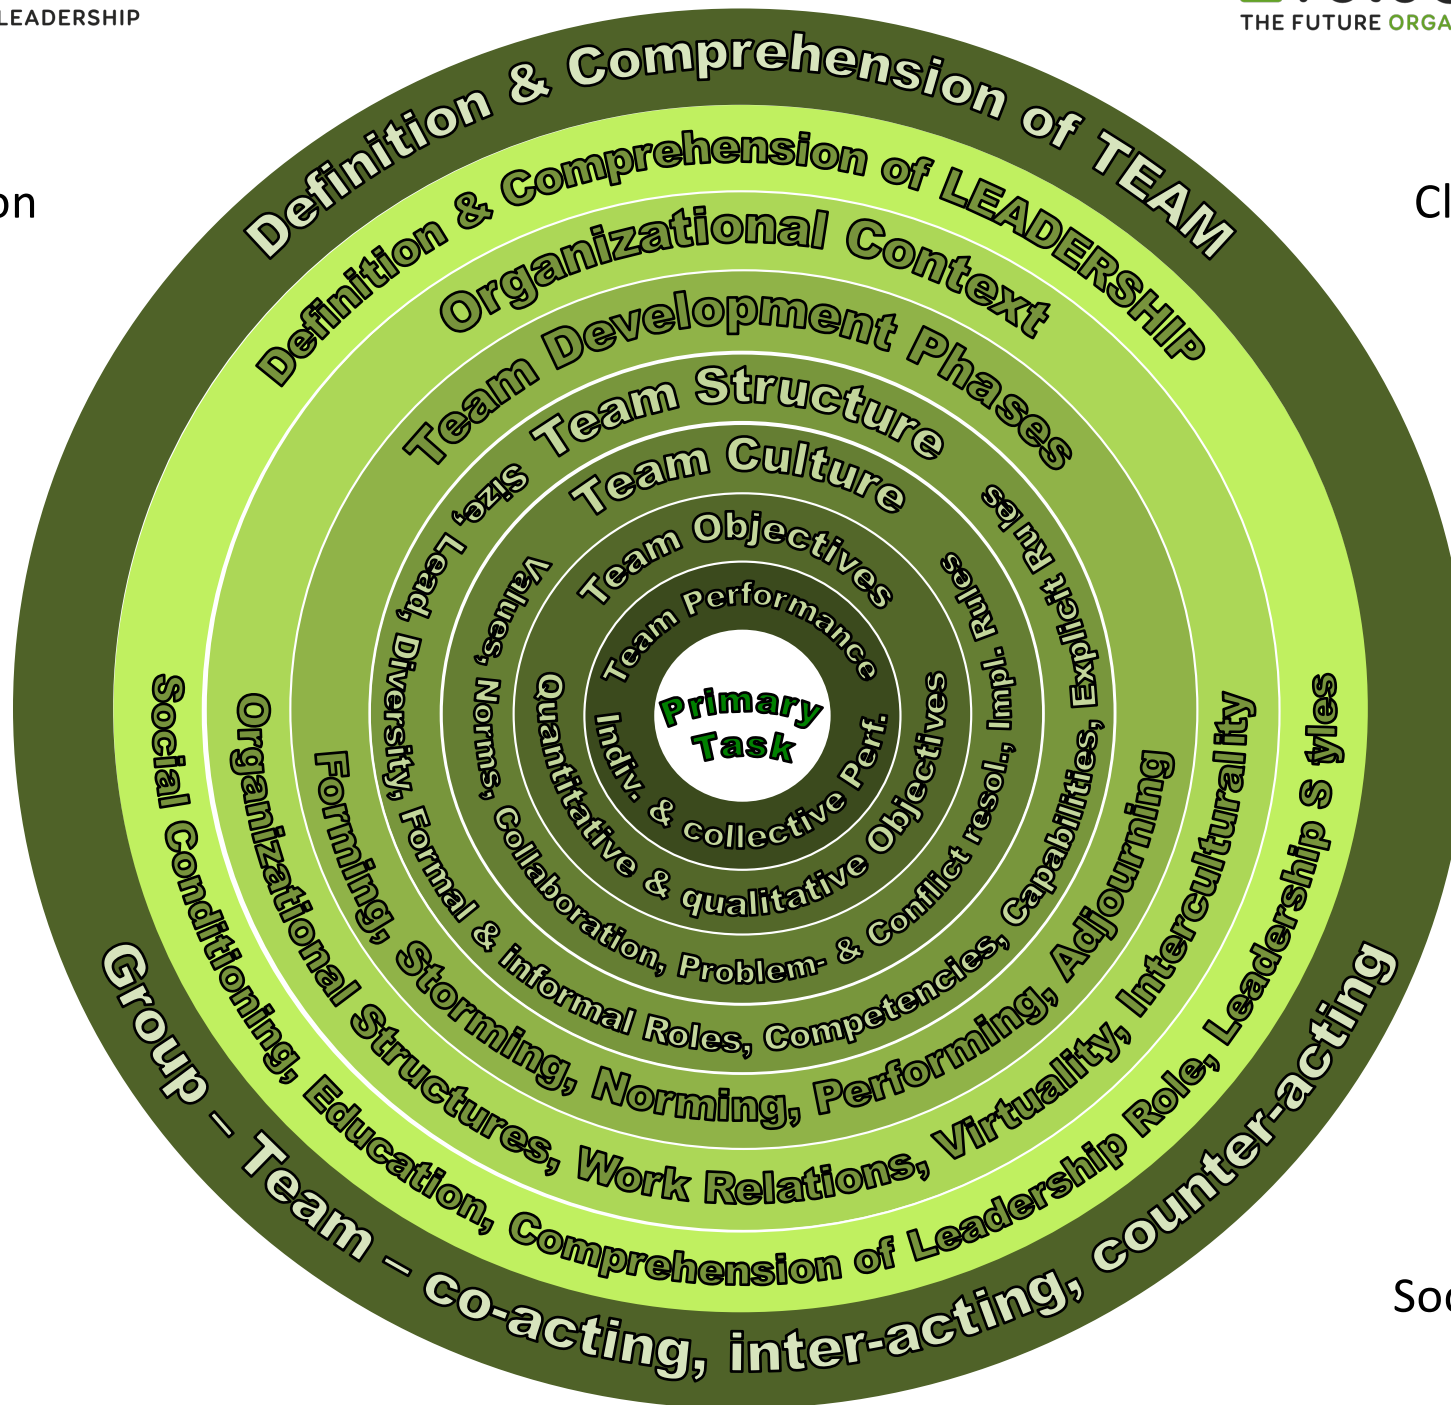 LEADERSHIP
THE FUTURE ORGA
on
Cl
Definition & Comprehension of TEAM
Definition & Comprehension of LEADERSHIP
Organizational Context
Team Development Phases
Team Structure
Team Culture
Team Objectives
Team Performance
Primary
Task
Indiv. & collective Perf.
Quantitative & qualitative Objectives
Values, Norms, Collaboration, Problem- & Conflict resol., Impl. Rules
Size, Lead, Diversity, Formal & informal Roles, Competencies, Capabilities, Explicit Rules
Forming, Storming, Norming, Performing, Adjourning
Organizational Structures, Work Relations, Virtuality, Interculturality
Social Conditioning, Education, Comprehension of Leadership Role, Leadership S tyles
Group – Team – co-acting, inter-acting, counter-acting
Soc